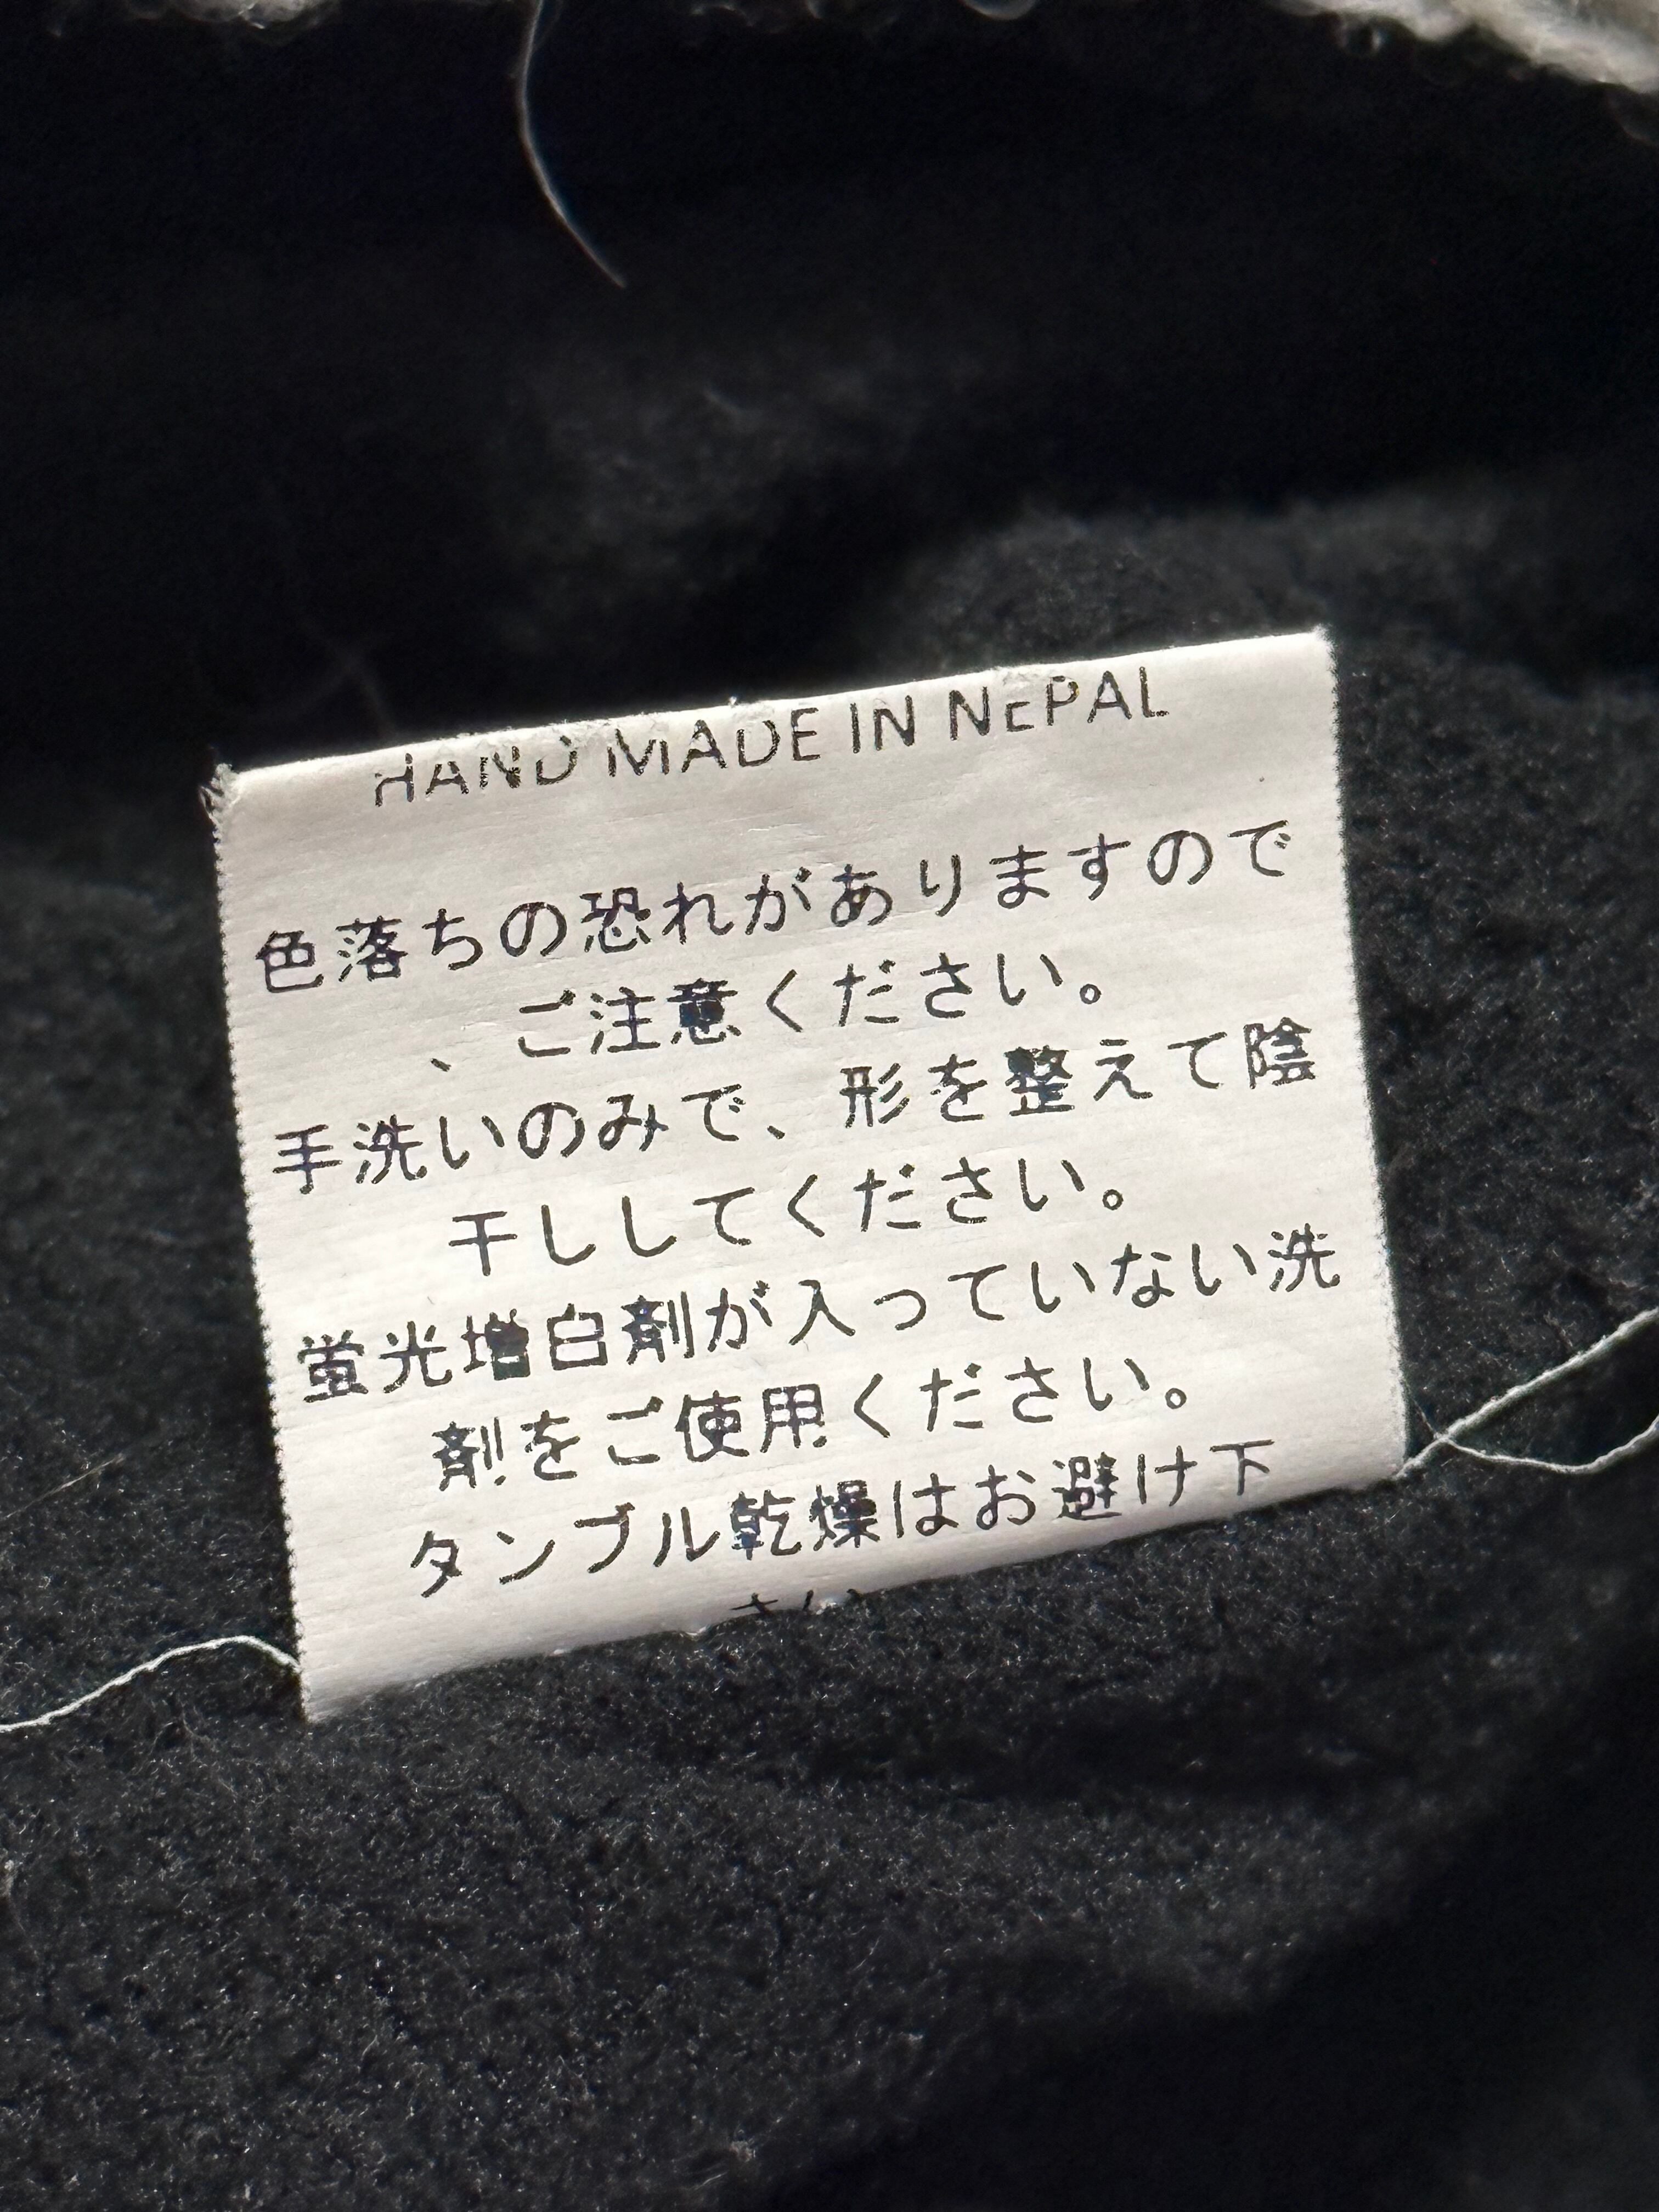 HAND MADE IN NEPAL
色落ちの恐れがありますので
、ご注意ください。
手洗いのみで、形を整えて陰
干ししてください。
蛍光増白剤が入っていない洗
剤をご使用ください。
タンブル乾燥はお避け下
さい